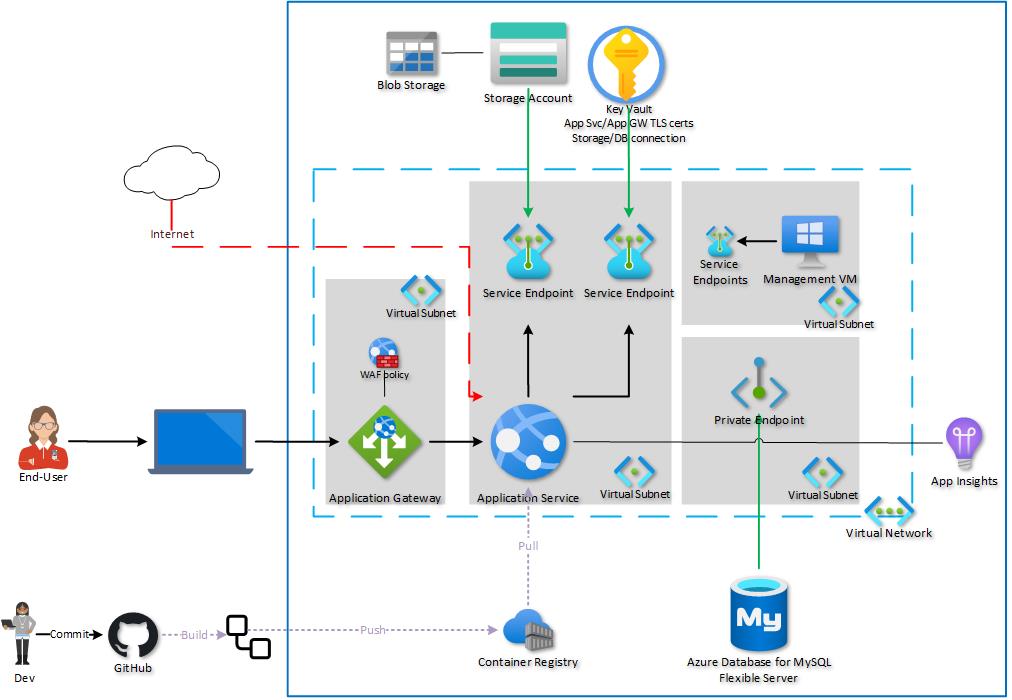 Blob Storage
Storage Account
Key Vault
App Svc/App GW TLS certs
Storage/DB connection
Internet
Service Endpoint
Service Endpoint
Service
Endpoints
Management VM
Virtual Subnet
Virtual Subnet
WAF policy
Private Endpoint
End-User
Application Gateway
Application Service
Virtual Subnet
Virtual Subnet
App Insights
Virtual Network
Pull
My
Commit
Build
Push
Dev
GitHub
Container Registry
Azure Database for MySQL
Flexible Server